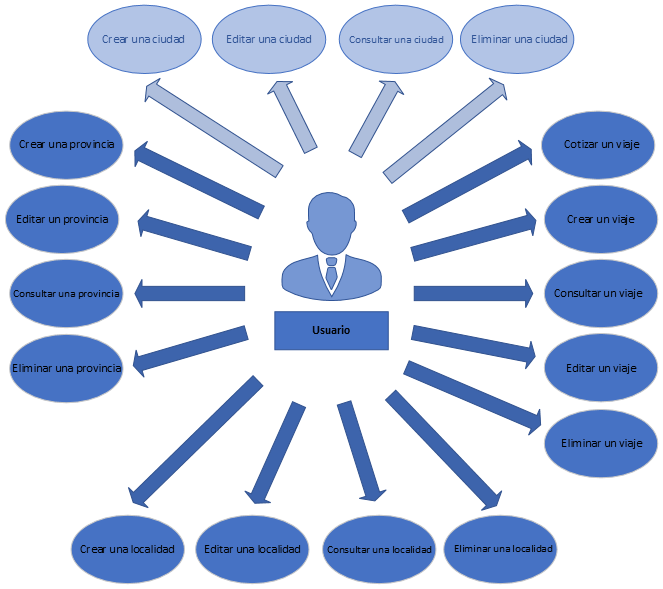 Crear una ciudad
Editar una ciudad
Consultar una ciudad
Eliminar una ciudad
Crear una provincia
Editar un provincia
Consultar una provincia
Eliminar una provincia
Usuario
Cotizar un viaje
Crear un viaje
Consultar un viaje
Editar un viaje
Eliminar un viaje
Crear una localidad
Editar una localidad
Consultar una localidad
Eliminar una localidad